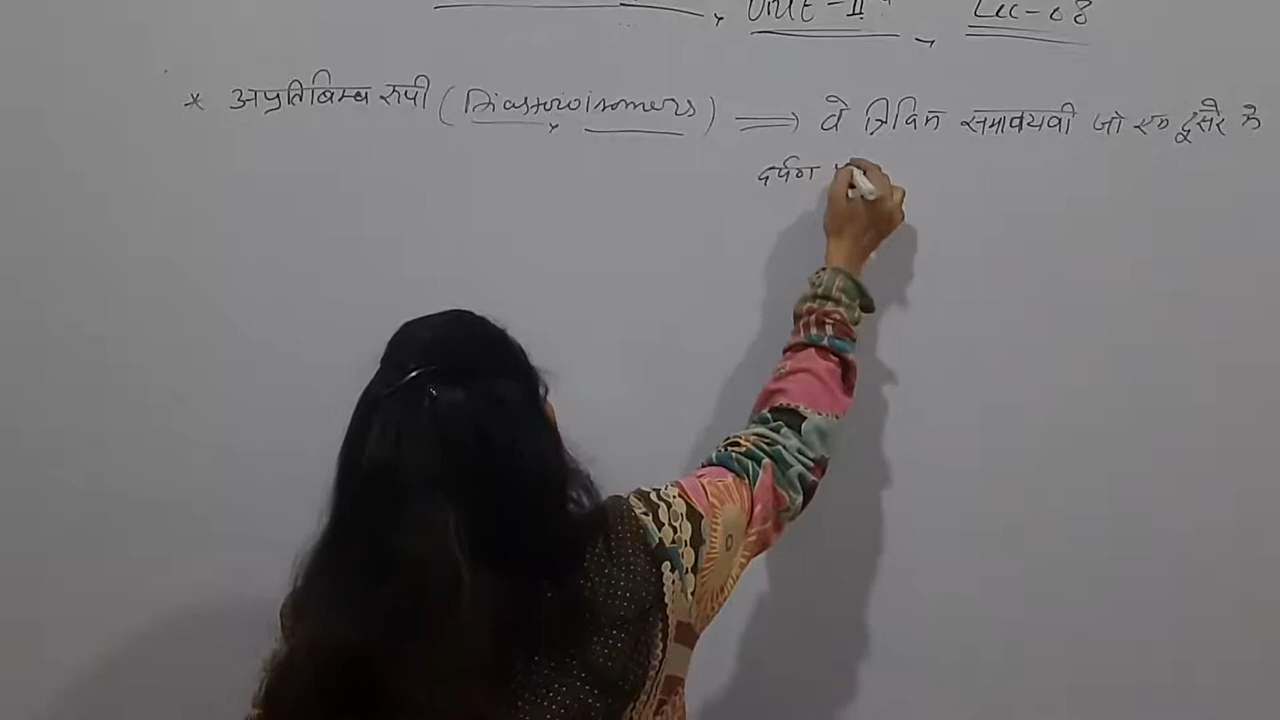 Unit-II, Lec-08
* अप्रतिबिम्ब रुपी (Diastereoisomers) ⟹ वे त्रिविम समावयवी जो एक दूसरे के
दर्पण